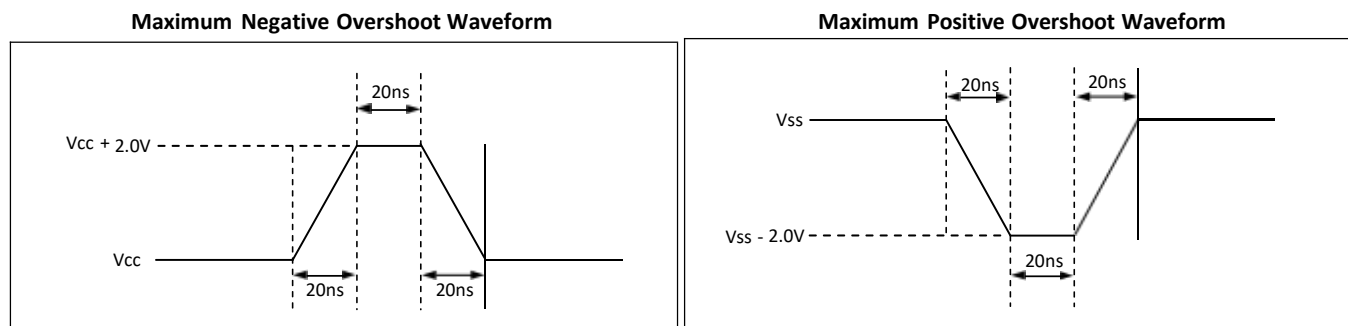 Maximum Negative Overshoot Waveform
20ns
Vcc + 2.0V
Vcc
20ns
20ns
Maximum Positive Overshoot Waveform
20ns
20ns
Vss
Vss - 2.0V
20ns